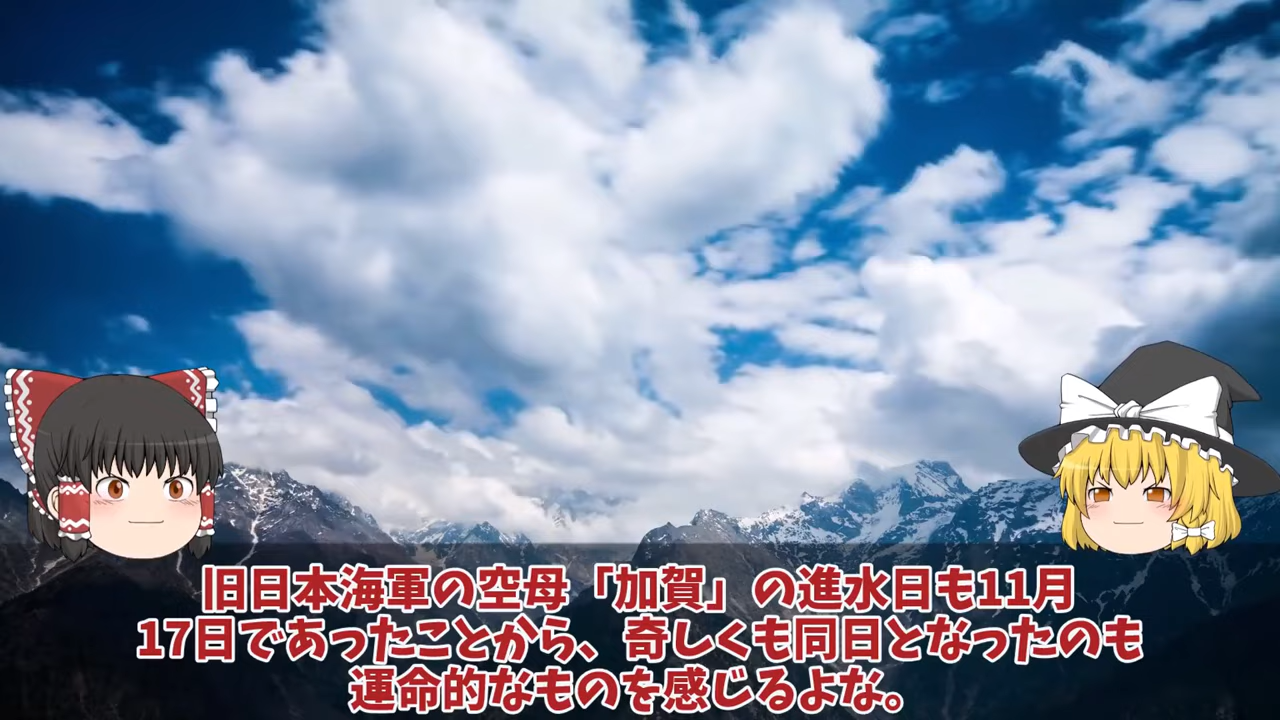 旧日本海軍の空母「加賀」の進水日も11月
17日であったことから、奇しくも同日となったのも
運命的なものを感じるよな。